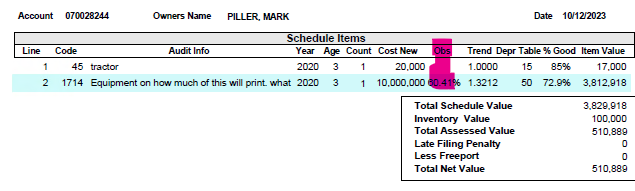 Account 070028244 Owners Name PILLER, MARK Date 10/12/2023
Schedule Items
Line Code Audit Info Year Age Count Cost New Obs Trend Depr Table % Good Item Value
1 45 tractor 2020 3 1 20,000 1.0000 15 85% 17,000
2 1714 Equipment on how much of this will print. what 2020 3 1 10,000,000 60.41% 1.3212 50 72.9% 3,812,918
Total Schedule Value 3,829,918
Inventory Value 100,000
Total Assessed Value 510,889
Late Filing Penalty 0
Less Freeport 0
Total Net Value 510,889